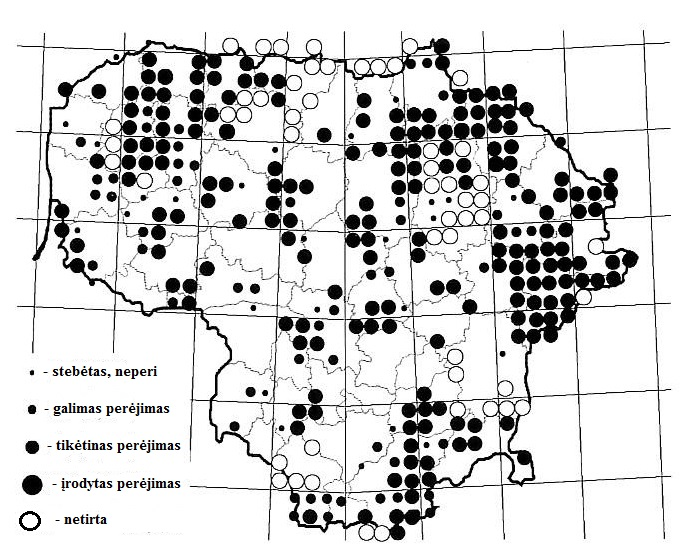 - stebėtas, neperi
- galimas perėjimas
- tikėtinas perėjimas
- įrodytas perėjimas
- netirta